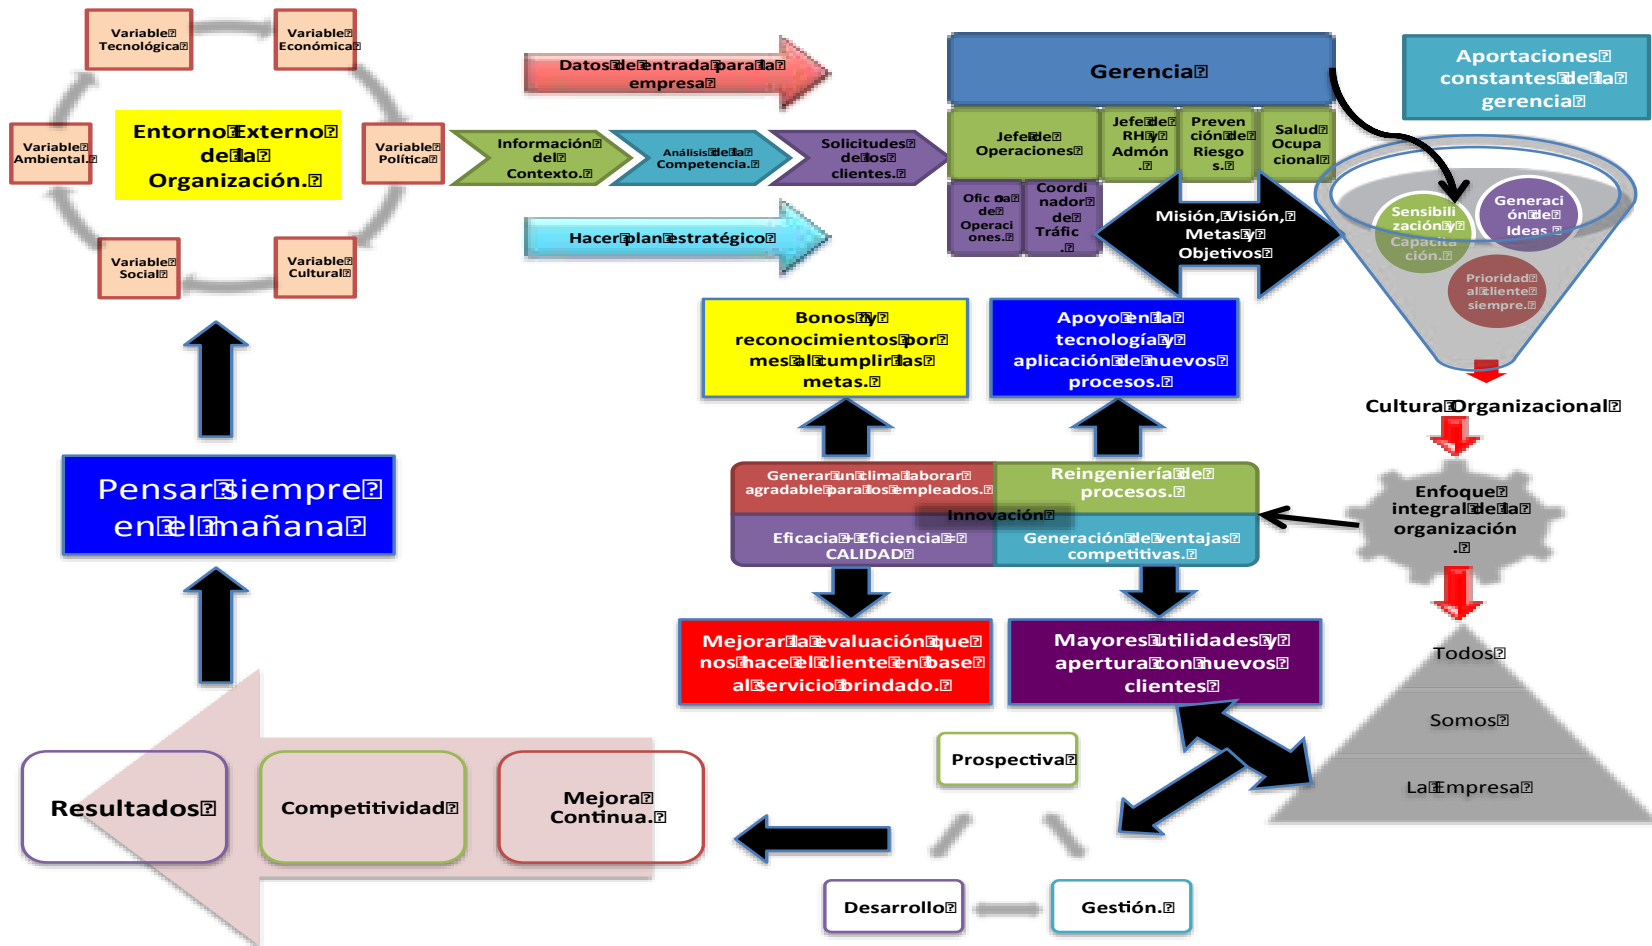 Variable
Tecnológica
Variable
Económica
Variable
Ambiental.
Entorno Externo
de la
Organización.
Variable
Política
Variable
Social
Variable
Cultural
Datos de entrada para la
empresa
Información
del
Contexto.
Análisis de la
Competencia.
Solicitudes
de los
clientes.
Hacer plan estratégico
Gerencia
Jefe de
Operaciones
Jefe de
RH y
Admón
.
Preven
ción de
Riesgo
s.
Salud
Ocupa
cional
Oficina
de
Operaci
ones.
Coordi
nador
de
Tráfic
.
Misión, Visión,
Metas y
Objetivos
Aportaciones
constantes de la
gerencia
Sensibili
zación y
Capacita
ción.
Generaci
ón de
Ideas.
Prioridad
al cliente
siempre.
Cultura Organizacional
Enfoque
integral de la
organización
.
Todos
Somos
La Empresa
Bonos y
reconocimientos por
mes al cumplir las
metas.
Apoyo en la
tecnología y
aplicación de nuevos
procesos.
Generar un clima laborar
agradable para los empleados.
Reingeniería de
procesos.
Innovación
Eficacia + Eficiencia =
CALIDAD
Generación de ventajas
competitivas.
Mejorar la evaluación que
nos hace el cliente en base
al servicio brindado.
Mayores utilidades y
apertura con nuevos
clientes
Prospectiva
Desarrollo
Gestión.
Mejora
Continua.
Competitividad
Resultados
Pensar siempre
en el mañana